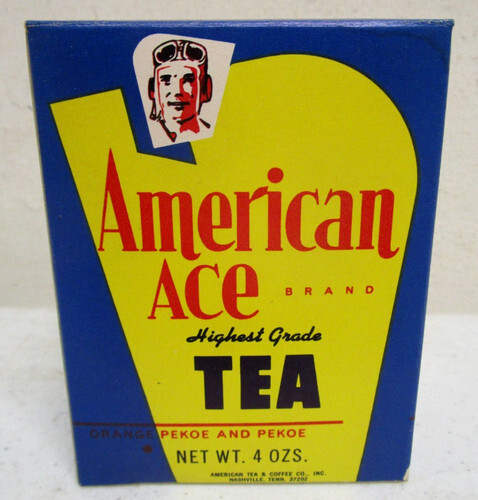 American
Ace
BRAND
Highest Grade
TEA
ORANGE PEKOE AND PEKOE
NET WT. 4 OZS.
AMERICAN TEA & COFFEE CO., INC.
NASHVILLE, TENN. 37202